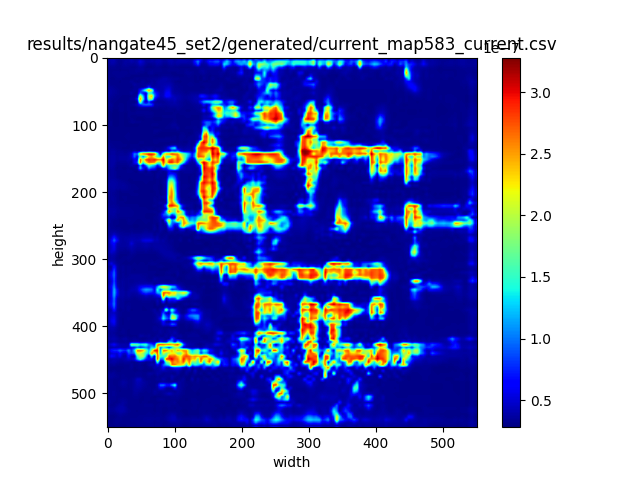 results/nangate45_set2/generated/current_map583_current.csv
1e−7
0
100
200
300
400
500
height
0 100 200 300 400 500
width
3.0
2.5
2.0
1.5
1.0
0.5